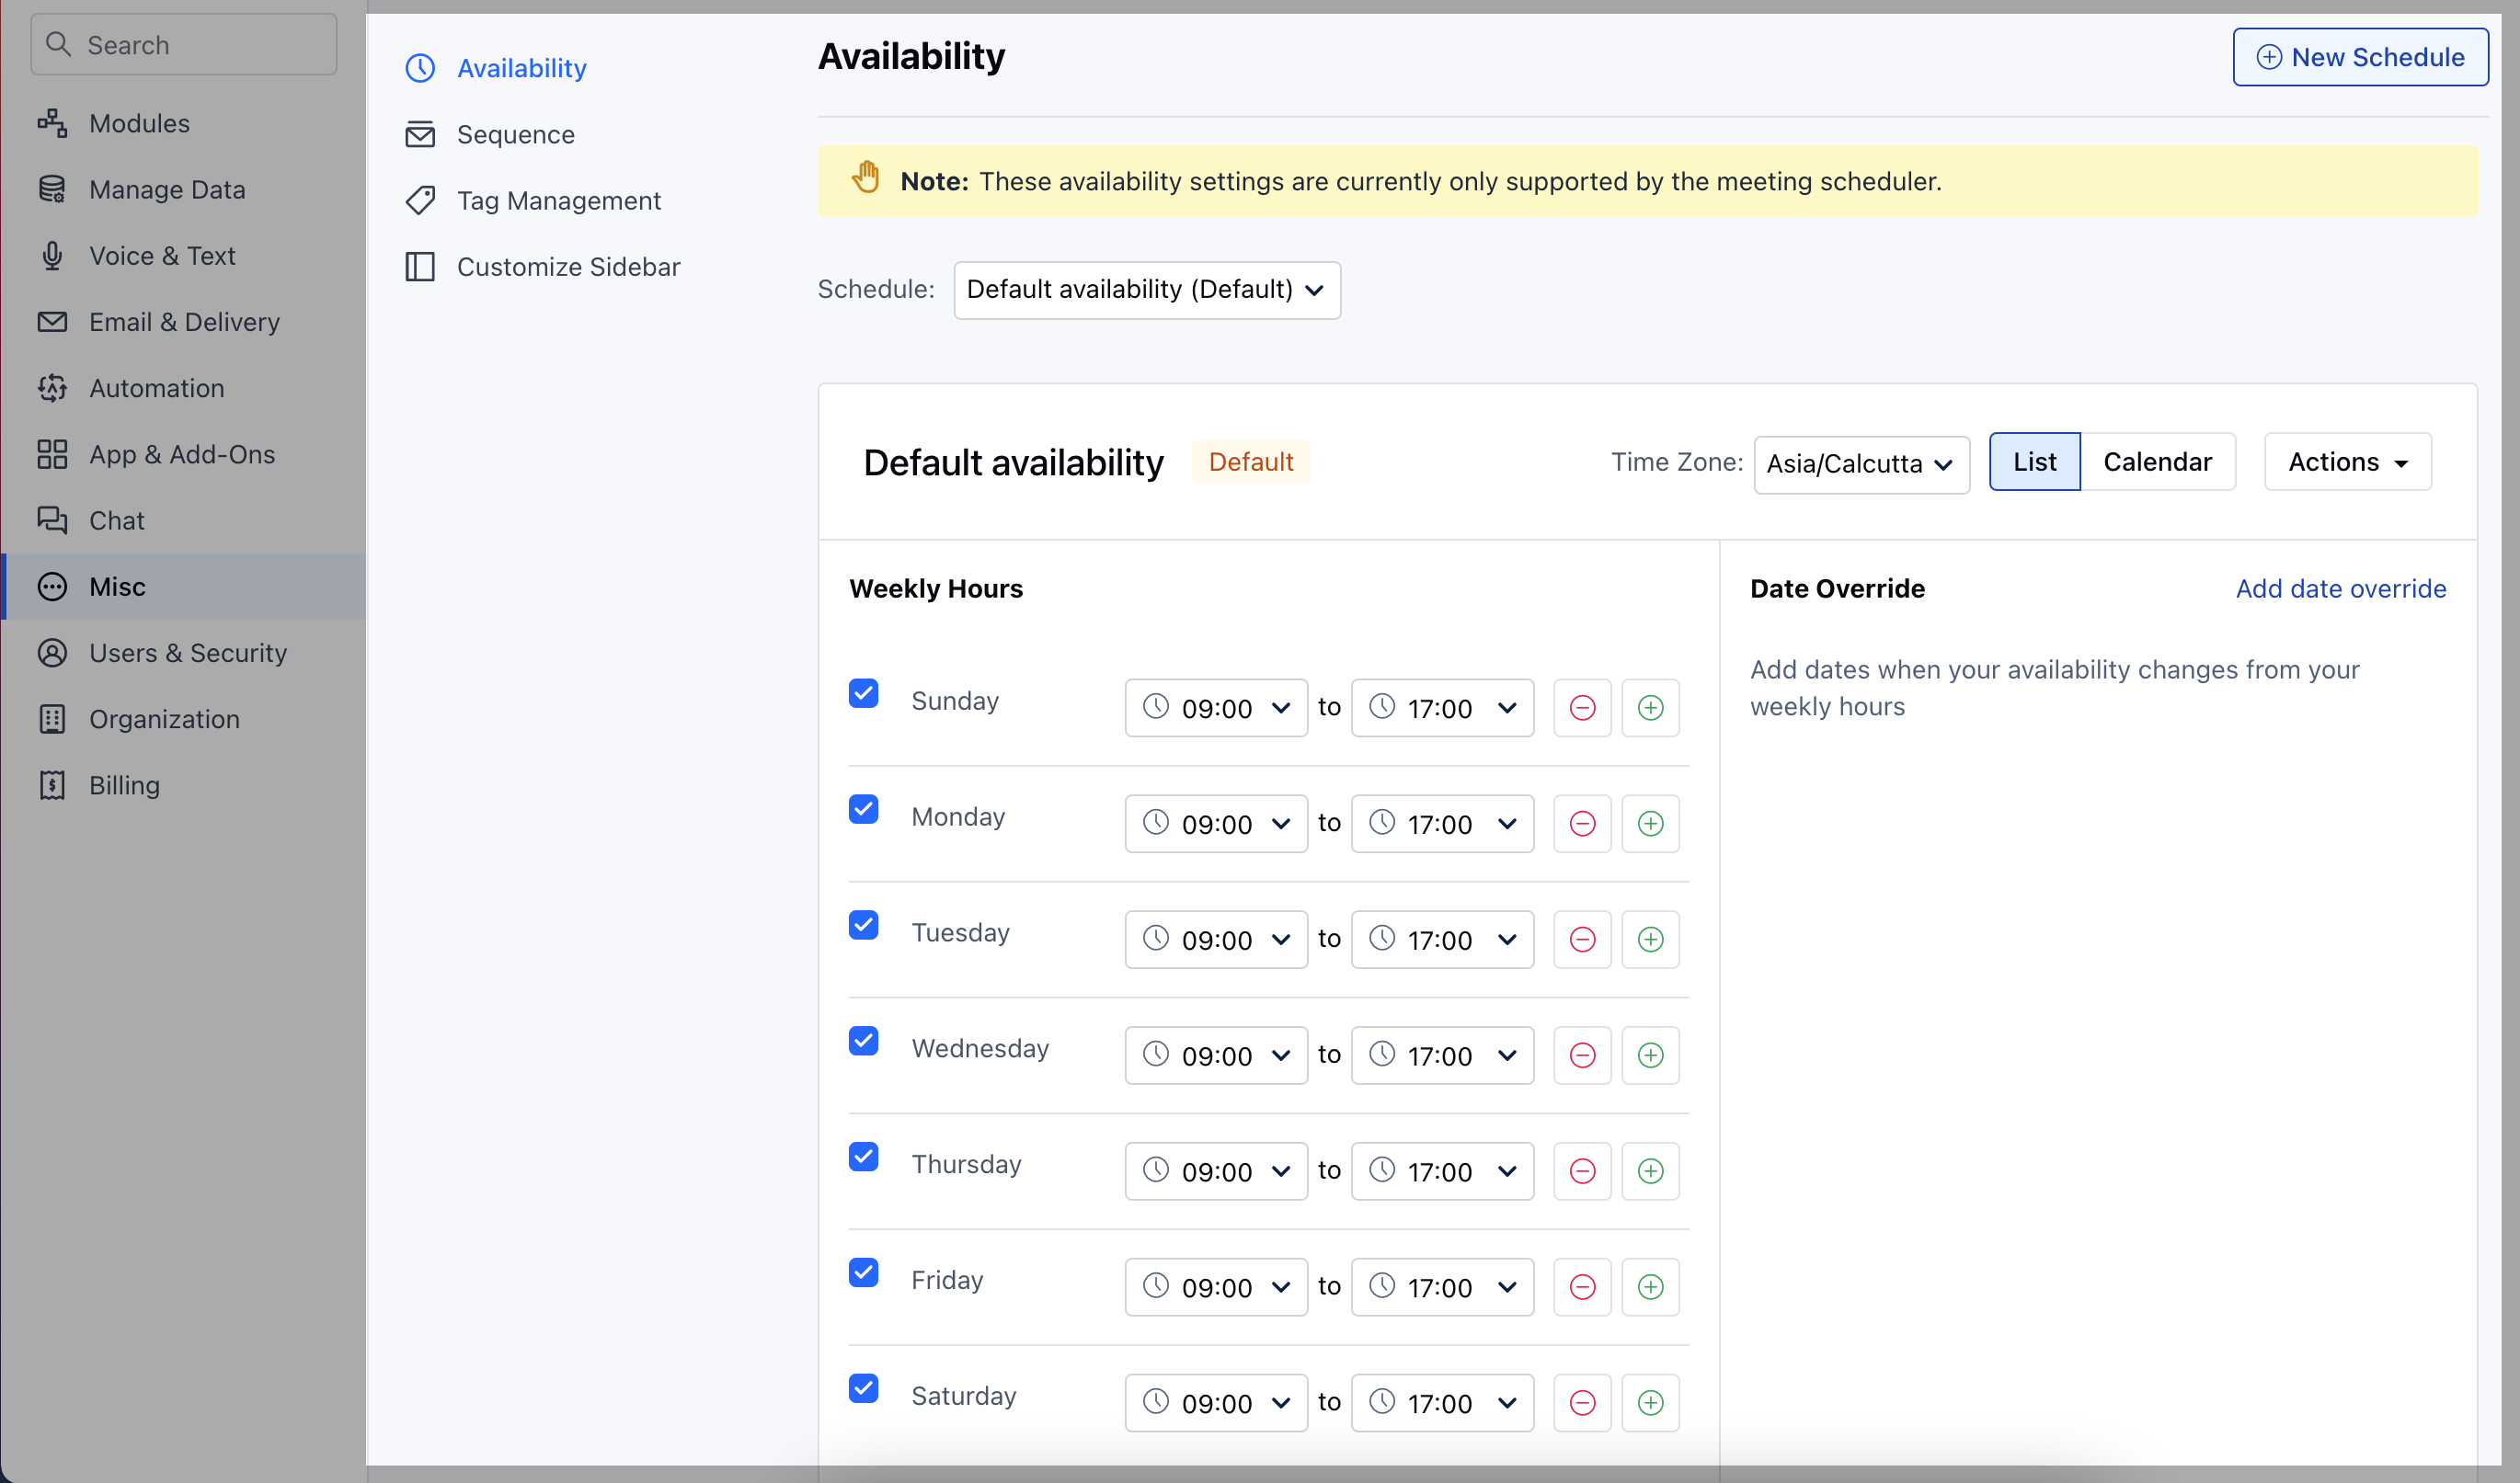 Search
Modules
Manage Data
Voice & Text
Email & Delivery
Automation
App & Add-Ons
Chat
Misc
Users & Security
Organization
Billing
Availability
Sequence
Tag Management
Customize Sidebar
Availability
New Schedule
Note: These availability settings are currently only supported by the meeting scheduler.
Schedule: Default availability (Default)
Default availability Default Time Zone: Asia/Calcutta List Calendar Actions
Weekly Hours
Sunday 09:00 to 17:00
Monday 09:00 to 17:00
Tuesday 09:00 to 17:00
Wednesday 09:00 to 17:00
Thursday 09:00 to 17:00
Friday 09:00 to 17:00
Saturday 09:00 to 17:00
Date Override Add date override
Add dates when your availability changes from your
weekly hours